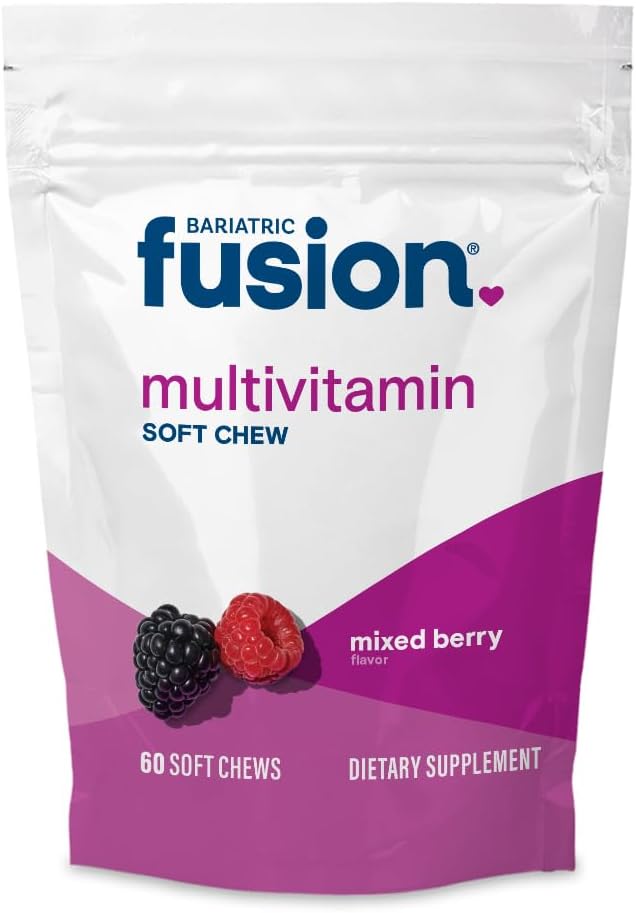 BARIATRIC
fusion®
multivitamin
SOFT CHEW
mixed berry
flavor
60 SOFT CHEWS
DIETARY SUPPLEMENT